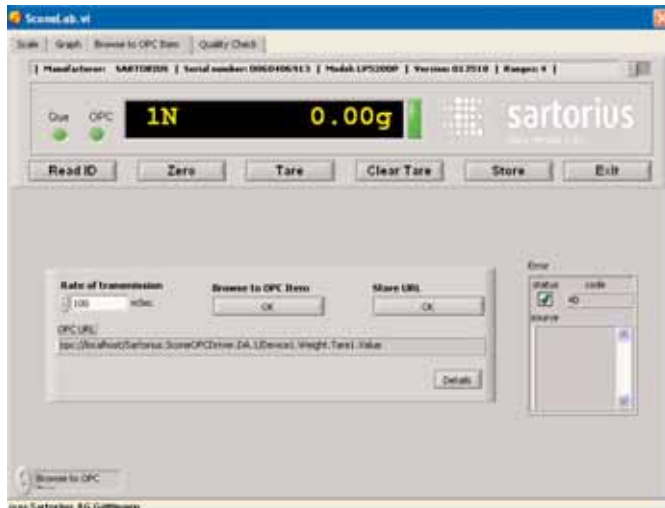 SconeLab.vi
Scale Graph Browse to OPC Item Quality Check
| Manufacturer: SARTORIUS | Serial number: 0060406913 | Model: LP5200P | Version: 013510 | Ranges: 4 |
Que OPC 1N 0.00g sartorius
Read ID Zero Tare Clear Tare Store Exit
Error
Rate of transmission Browse to OPC Item Store URL status code
100 mSec OK OK
source
OPC URL
opc://localhost/Sartorius.SconeOPCDriver.DA.1/Device1.Weight.Tare1.Value
Details
Browse to OPC
Sartorius AG